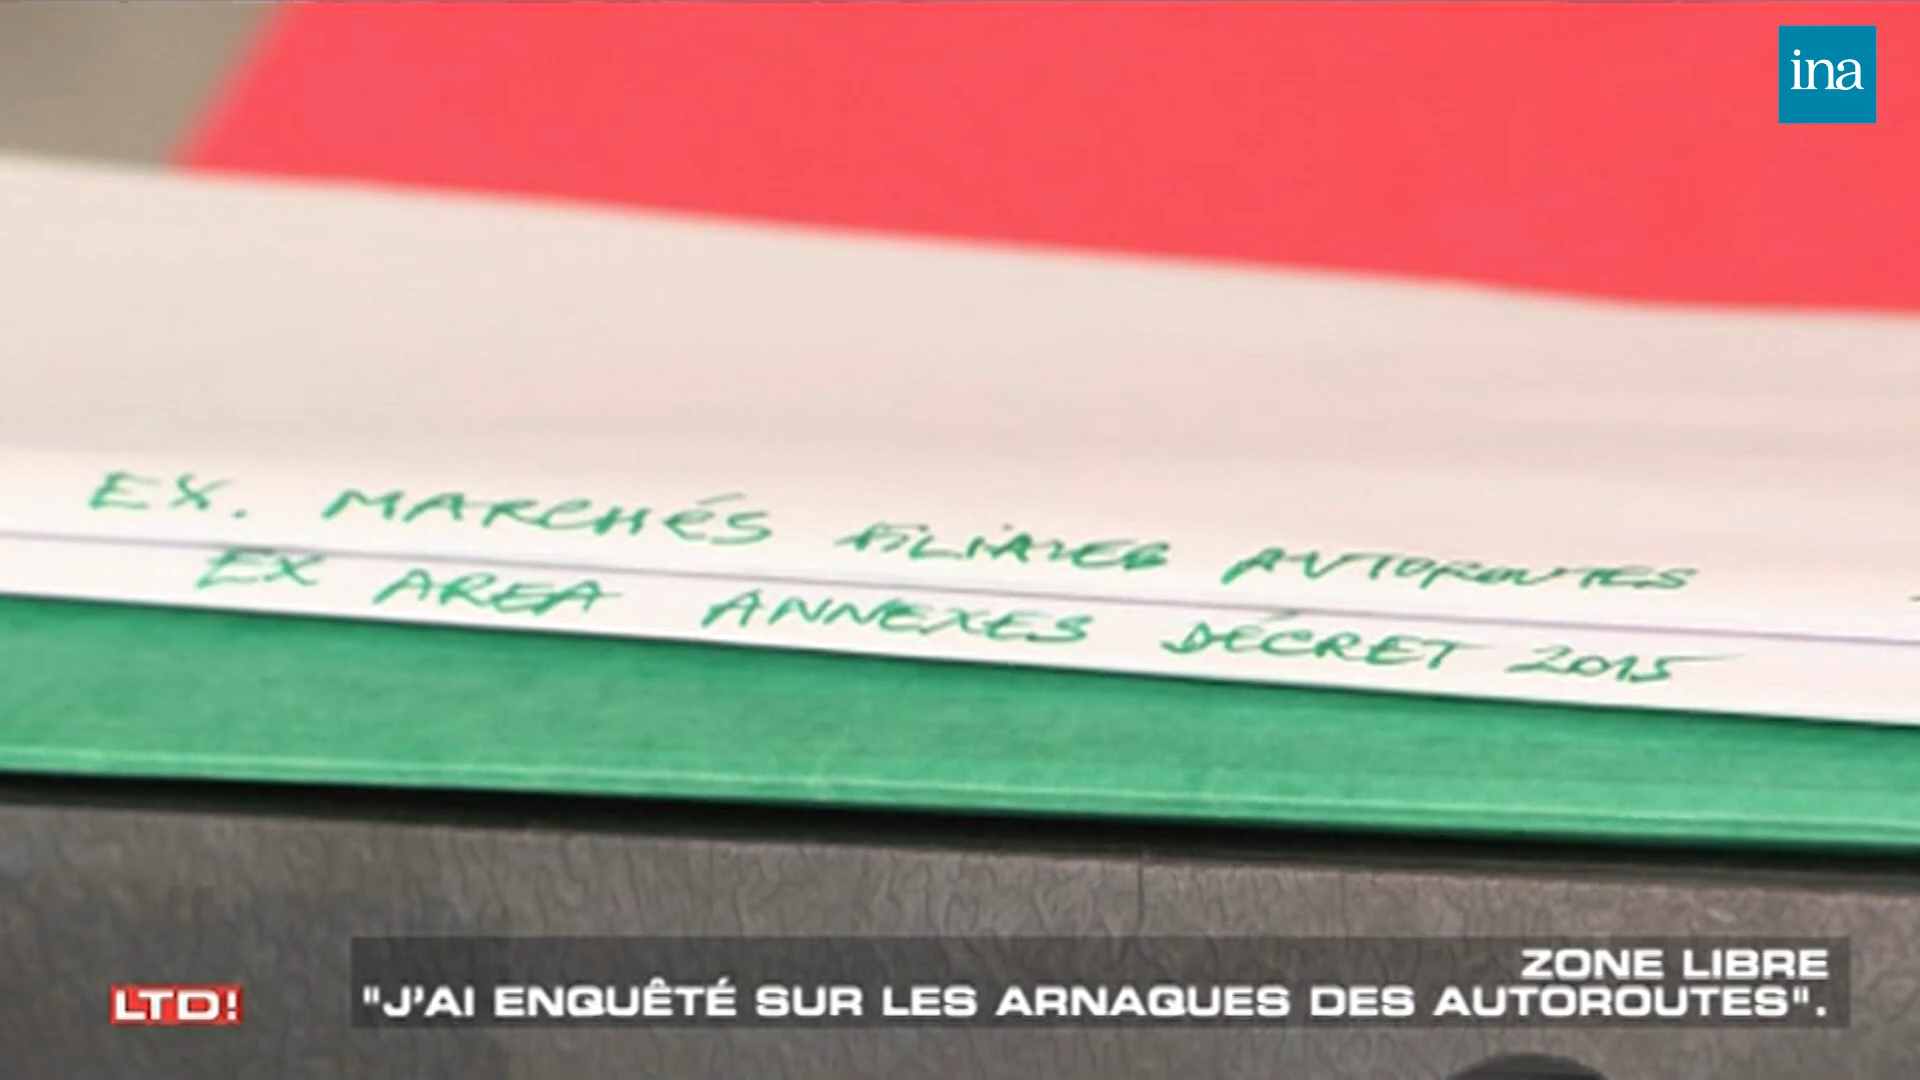 ina
EX. MARCHÉS FILIALES AUTOROUTES
EX AREA ANNEXES DÉCRET 2015
ZONE LIBRE
LTD!
"J'AI ENQUÊTÉ SUR LES ARNAQUES DES AUTOROUTES".